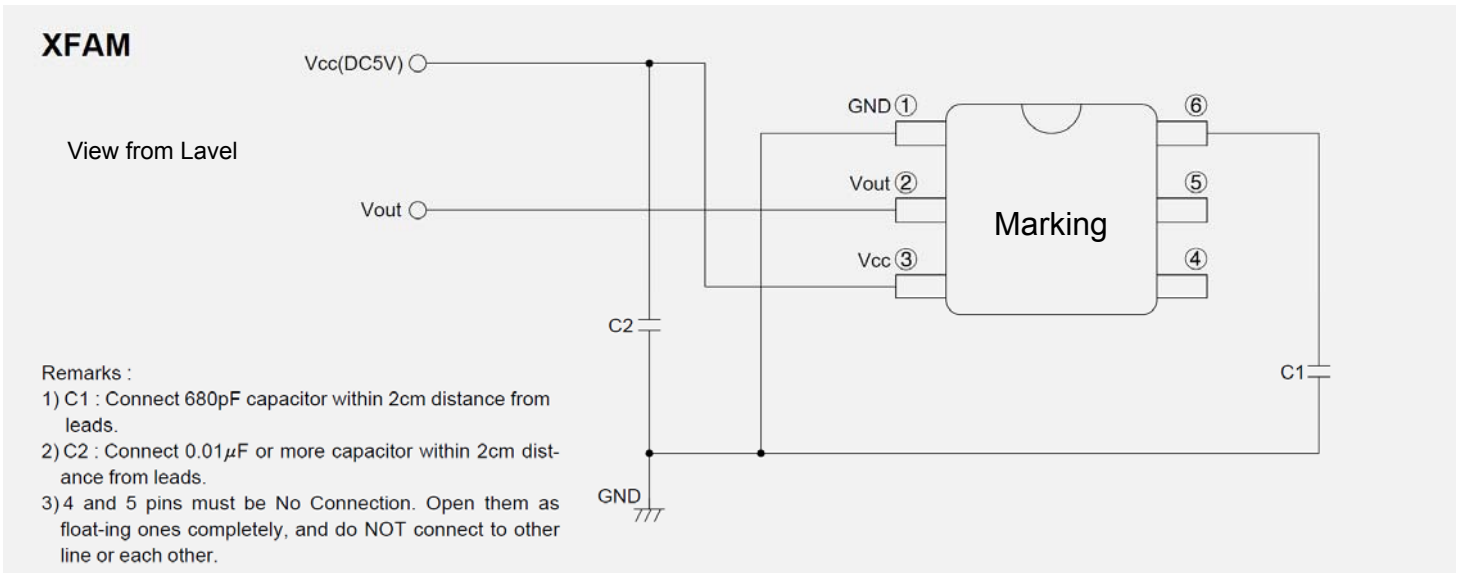 XFAM
Vcc(DC5V)
GND ①
⑥
View from Lavel
Vout ②
⑤
Vout
Marking
Vcc ③
④
C2
C1
Remarks :
1) C1 : Connect 680pF capacitor within 2cm distance from
leads.
2) C2 : Connect 0.01μF or more capacitor within 2cm dist-
ance from leads.
3) 4 and 5 pins must be No Connection. Open them as
float-ing ones completely, and do NOT connect to other
line or each other.
GND